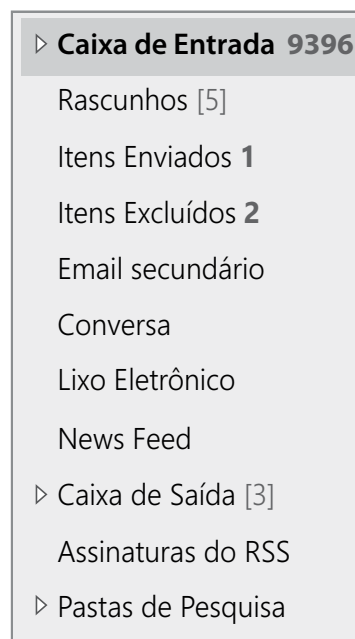 Caixa de Entrada 9396
Rascunhos [5]
Itens Enviados 1
Itens Excluídos 2
Email secundário
Conversa
Lixo Eletrônico
News Feed
Caixa de Saída [3]
Assinaturas do RSS
Pastas de Pesquisa